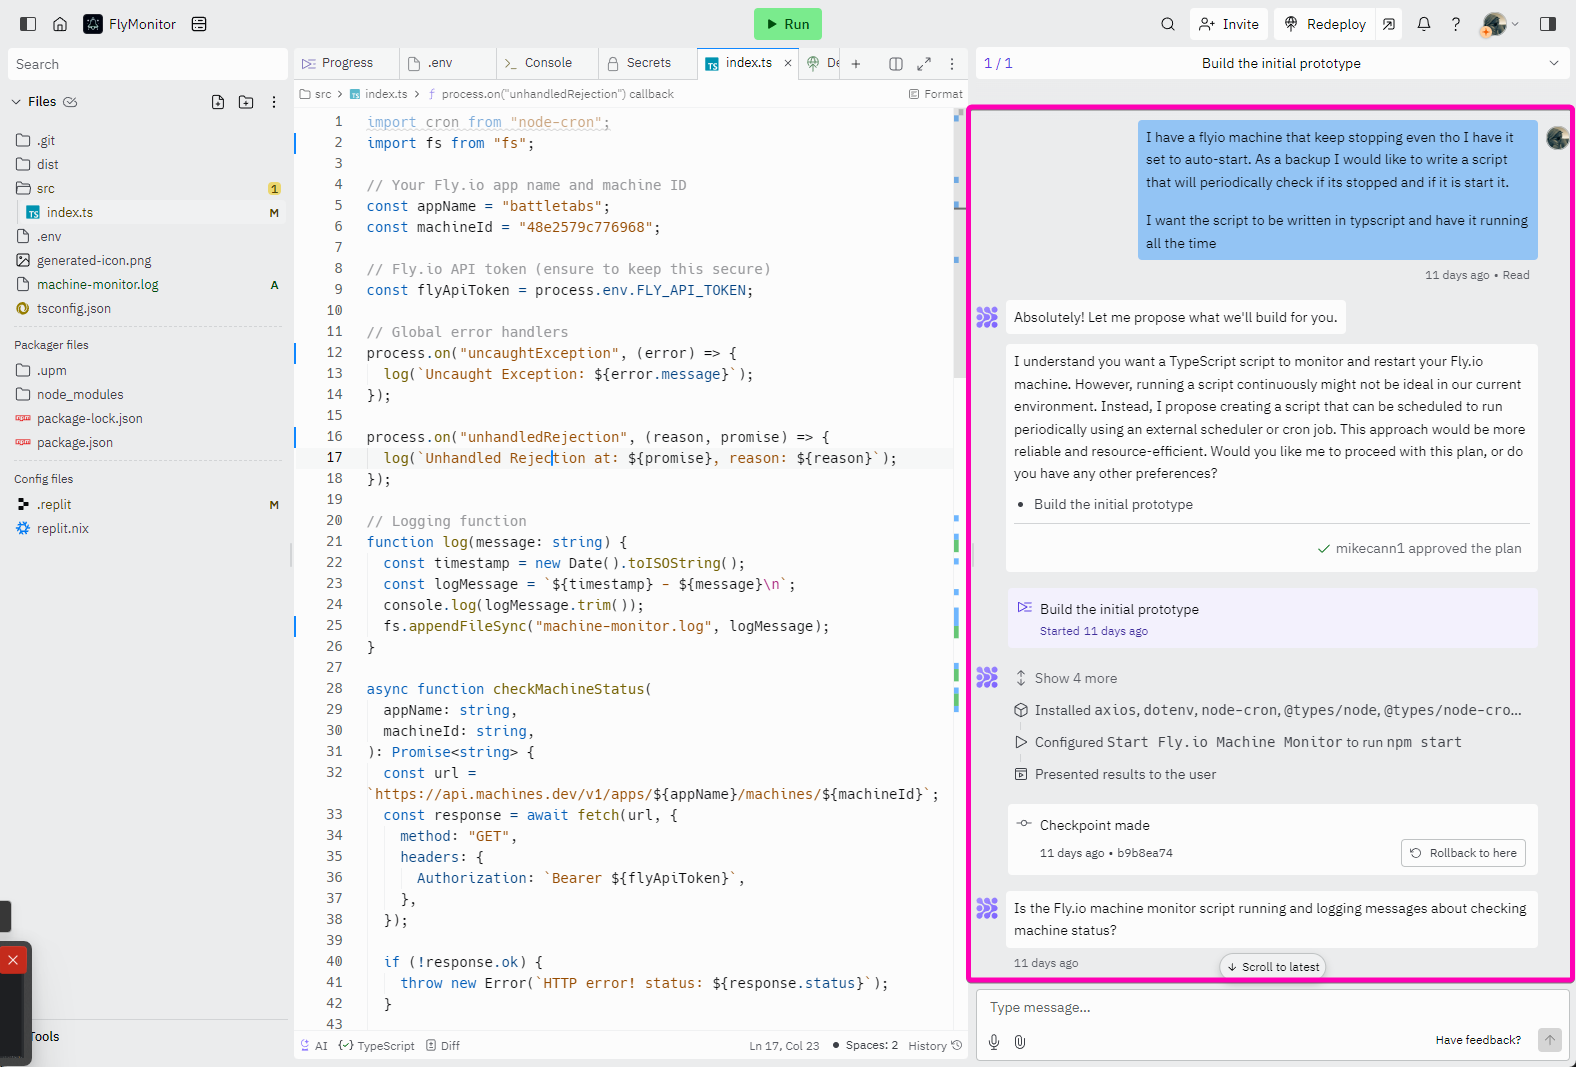 FlyMonitor
Run
Invite
Redeploy
Search
Files
.git
dist
src
1
index.ts
M
.env
generated-icon.png
machine-monitor.log
A
tsconfig.json
Packager files
.upm
node_modules
package-lock.json
package.json
Config files
.replit
M
replit.nix
Tools
Progress
.env
Console
Secrets
index.ts
De
src > index.ts > process.on("unhandledRejection") callback
Format
1 import cron from "node-cron";
2 import fs from "fs";
3
4 // Your Fly.io app name and machine ID
5 const appName = "battletabs";
6 const machineId = "48e2579c776968";
7
8 // Fly.io API token (ensure to keep this secure)
9 const flyApiToken = process.env.FLY_API_TOKEN;
10
11 // Global error handlers
12 process.on("uncaughtException", (error) => {
13 log(`Uncaught Exception: ${error.message}`);
14 });
15
16 process.on("unhandledRejection", (reason, promise) => {
17 log(`Unhandled Rejection at: ${promise}, reason: ${reason}`);
18 });
19
20 // Logging function
21 function log(message: string) {
22 const timestamp = new Date().toISOString();
23 const logMessage = `${timestamp} - ${message}\n`;
24 console.log(logMessage.trim());
25 fs.appendFileSync("machine-monitor.log", logMessage);
26 }
27
28 async function checkMachineStatus(
29 appName: string,
30 machineId: string,
31 ): Promise<string> {
32 const url =
`https://api.machines.dev/v1/apps/${appName}/machines/${machineId}`;
33 const response = await fetch(url, {
34 method: "GET",
35 headers: {
36 Authorization: `Bearer ${flyApiToken}`,
37 },
38 });
39
40 if (!response.ok) {
41 throw new Error(`HTTP error! status: ${response.status}`);
42 }
43
AI
TypeScript
Diff
Ln 17, Col 23
Spaces: 2
History
1 / 1
Build the initial prototype
I have a flyio machine that keep stopping even tho I have it
set to auto-start. As a backup I would like to write a script
that will periodically check if its stopped and if it is start it.
I want the script to be written in typscript and have it running
all the time
11 days ago • Read
Absolutely! Let me propose what we'll build for you.
I understand you want a TypeScript script to monitor and restart your Fly.io
machine. However, running a script continuously might not be ideal in our current
environment. Instead, I propose creating a script that can be scheduled to run
periodically using an external scheduler or cron job. This approach would be more
reliable and resource-efficient. Would you like me to proceed with this plan, or do
you have any other preferences?
• Build the initial prototype
mikecann1 approved the plan
Build the initial prototype
Started 11 days ago
Show 4 more
Installed axios, dotenv, node-cron, @types/node, @types/node-cro...
Configured Start Fly.io Machine Monitor to run npm start
Presented results to the user
Checkpoint made
11 days ago • b9b8ea74
Rollback to here
Is the Fly.io machine monitor script running and logging messages about checking
machine status?
11 days ago
Scroll to latest
Type message...
Have feedback?